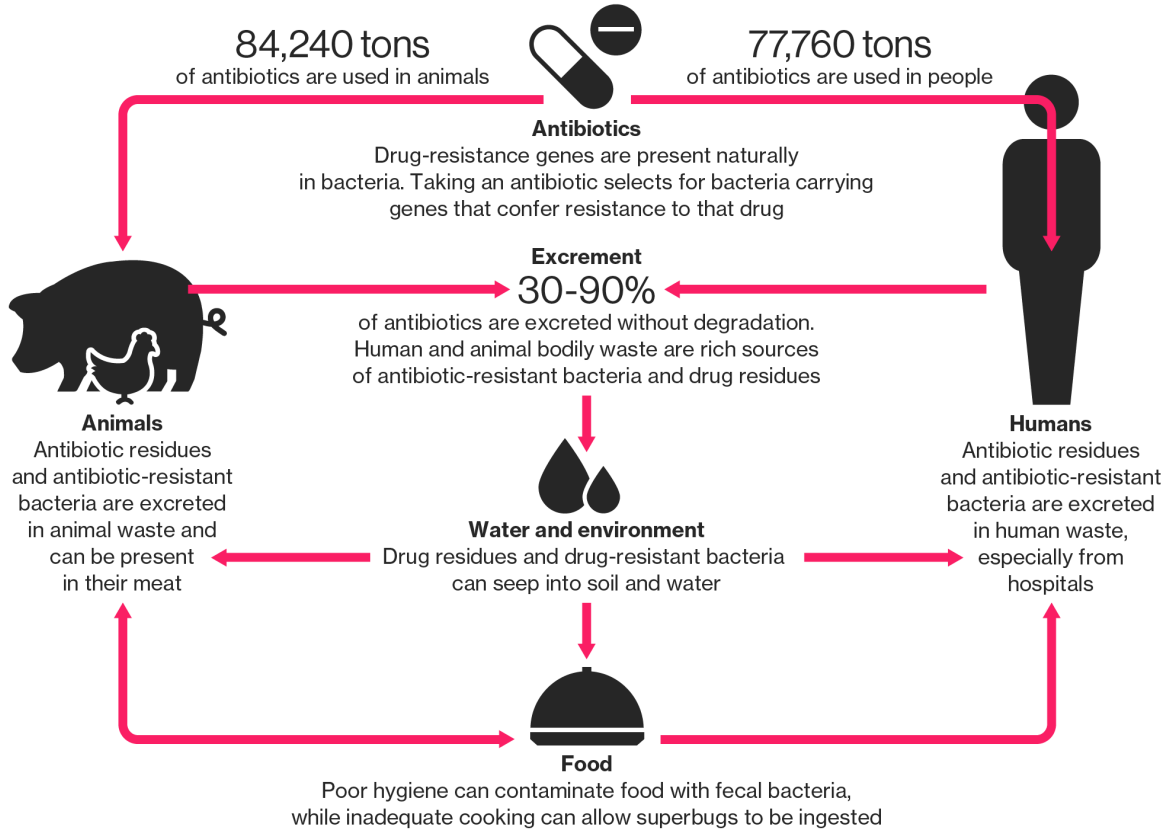 84,240 tons
of antibiotics are used in animals
77,760 tons
of antibiotics are used in people
Antibiotics
Drug-resistance genes are present naturally
in bacteria. Taking an antibiotic selects for bacteria carrying
genes that confer resistance to that drug
Excrement
30-90%
of antibiotics are excreted without degradation.
Human and animal bodily waste are rich sources
of antibiotic-resistant bacteria and drug residues
Animals
Antibiotic residues
and antibiotic-resistant
bacteria are excreted
in animal waste and
can be present
in their meat
Humans
Antibiotic residues
and antibiotic-resistant
bacteria are excreted
in human waste,
especially from
hospitals
Water and environment
Drug residues and drug-resistant bacteria
can seep into soil and water
Food
Poor hygiene can contaminate food with fecal bacteria,
while inadequate cooking can allow superbugs to be ingested